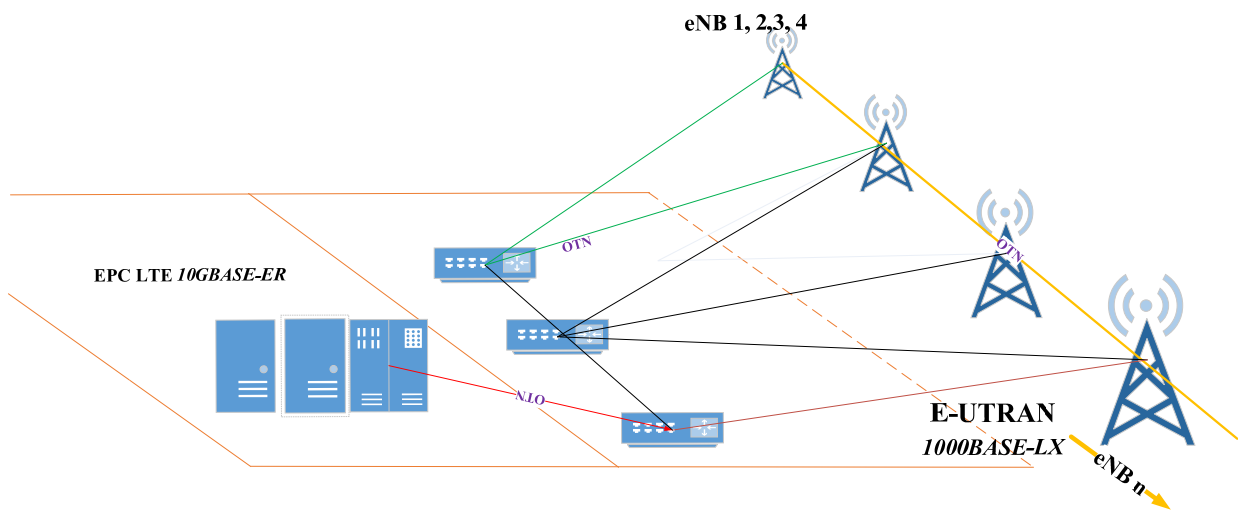 eNB 1, 2,3, 4
OTN
OTN
EPC LTE 10GBASE-ER
OTN
E-UTRAN
1000BASE-LX
eNB n